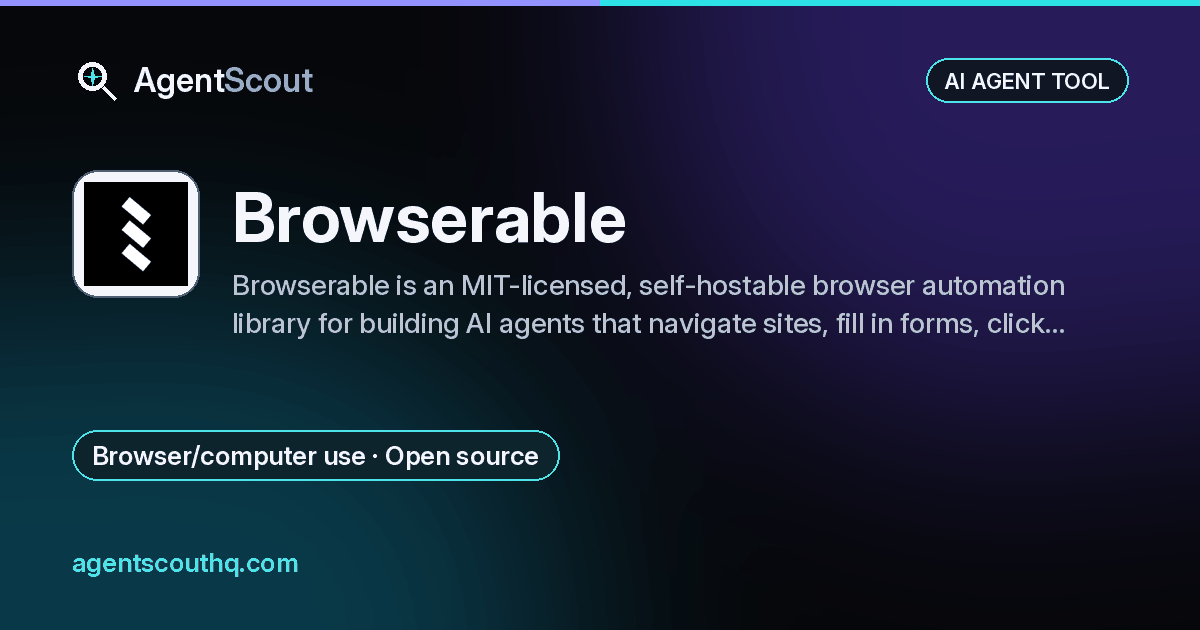 AgentScout
AI AGENT TOOL
Browserable
Browserable is an MIT-licensed, self-hostable browser automation
library for building AI agents that navigate sites, fill in forms, click...
Browser/computer use · Open source
agentscouthq.com